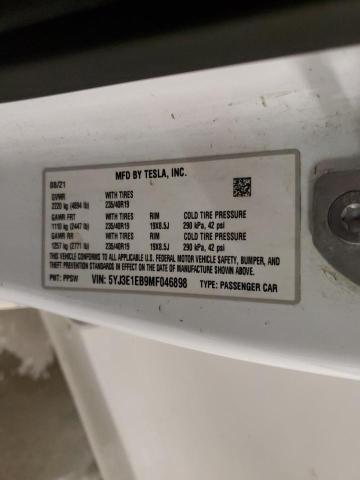 MFD BY TESLA, INC.
08/21
GVWR WITH TIRES
2220 kg (4894 lb) 235/40R19
GAWR FRT WITH TIRES RIM COLD TIRE PRESSURE
1110 kg (2447 lb) 235/40R19 19X8.5J 290 kPa, 42 psi
GAWR RR WITH TIRES RIM COLD TIRE PRESSURE
1257 kg (2771 lb) 235/40R19 19X8.5J 290 kPa, 42 psi
THIS VEHICLE CONFORMS TO ALL APPLICABLE U.S. FEDERAL MOTOR VEHICLE SAFETY, BUMPER, AND
THEFT PREVENTION STANDARDS IN EFFECT ON THE DATE OF MANUFACTURE SHOWN ABOVE.
PMT: PPSW VIN: 5YJ3E1EB9MF046898 TYPE: PASSENGER CAR